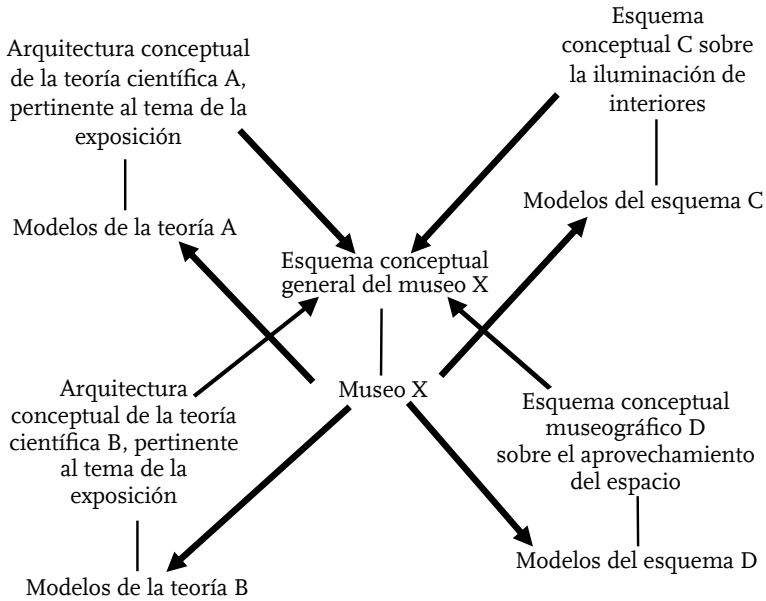 Arquitectura conceptual
de la teoría científica A,
pertinente al tema de la
exposición
Modelos de la teoría A
Esquema
conceptual C sobre
la iluminación de
interiores
Modelos del esquema C
Esquema conceptual
general del museo X
Museo X
Arquitectura
conceptual de la teoría
científica B, pertinente
al tema de la
exposición
Modelos de la teoría B
Esquema conceptual
museográfico D
sobre el aprovechamiento
del espacio
Modelos del esquema D